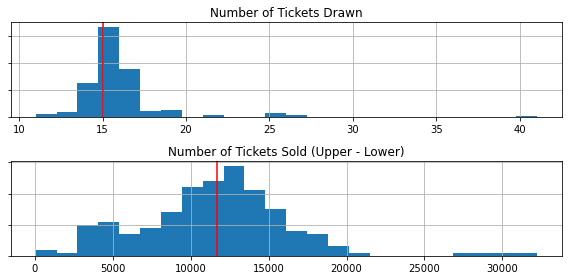 Number of Tickets Drawn
10 15 20 25 30 35 40
Number of Tickets Sold (Upper - Lower)
0 5000 10000 15000 20000 25000 30000